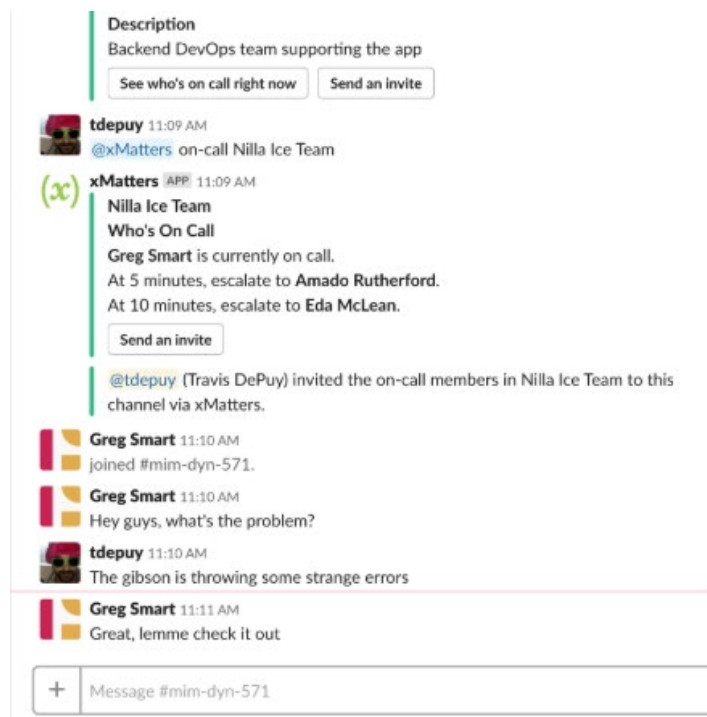 Description
Backend DevOps team supporting the app
See who's on call right now Send an invite
tdepuy 11:09 AM
@xMatters on-call Nilla Ice Team
(x) xMatters APP 11:09 AM
Nilla Ice Team
Who's On Call
Greg Smart is currently on call.
At 5 minutes, escalate to Amado Rutherford.
At 10 minutes, escalate to Eda McLean.
Send an invite
@tdepuy (Travis DePuy) invited the on-call members in Nilla Ice Team to this
channel via xMatters.
Greg Smart 11:10 AM
joined #mim-dyn-571.
Greg Smart 11:10 AM
Hey guys, what's the problem?
tdepuy 11:10 AM
The gibson is throwing some strange errors
Greg Smart 11:11 AM
Great, lemme check it out
+ Message #mim-dyn-571